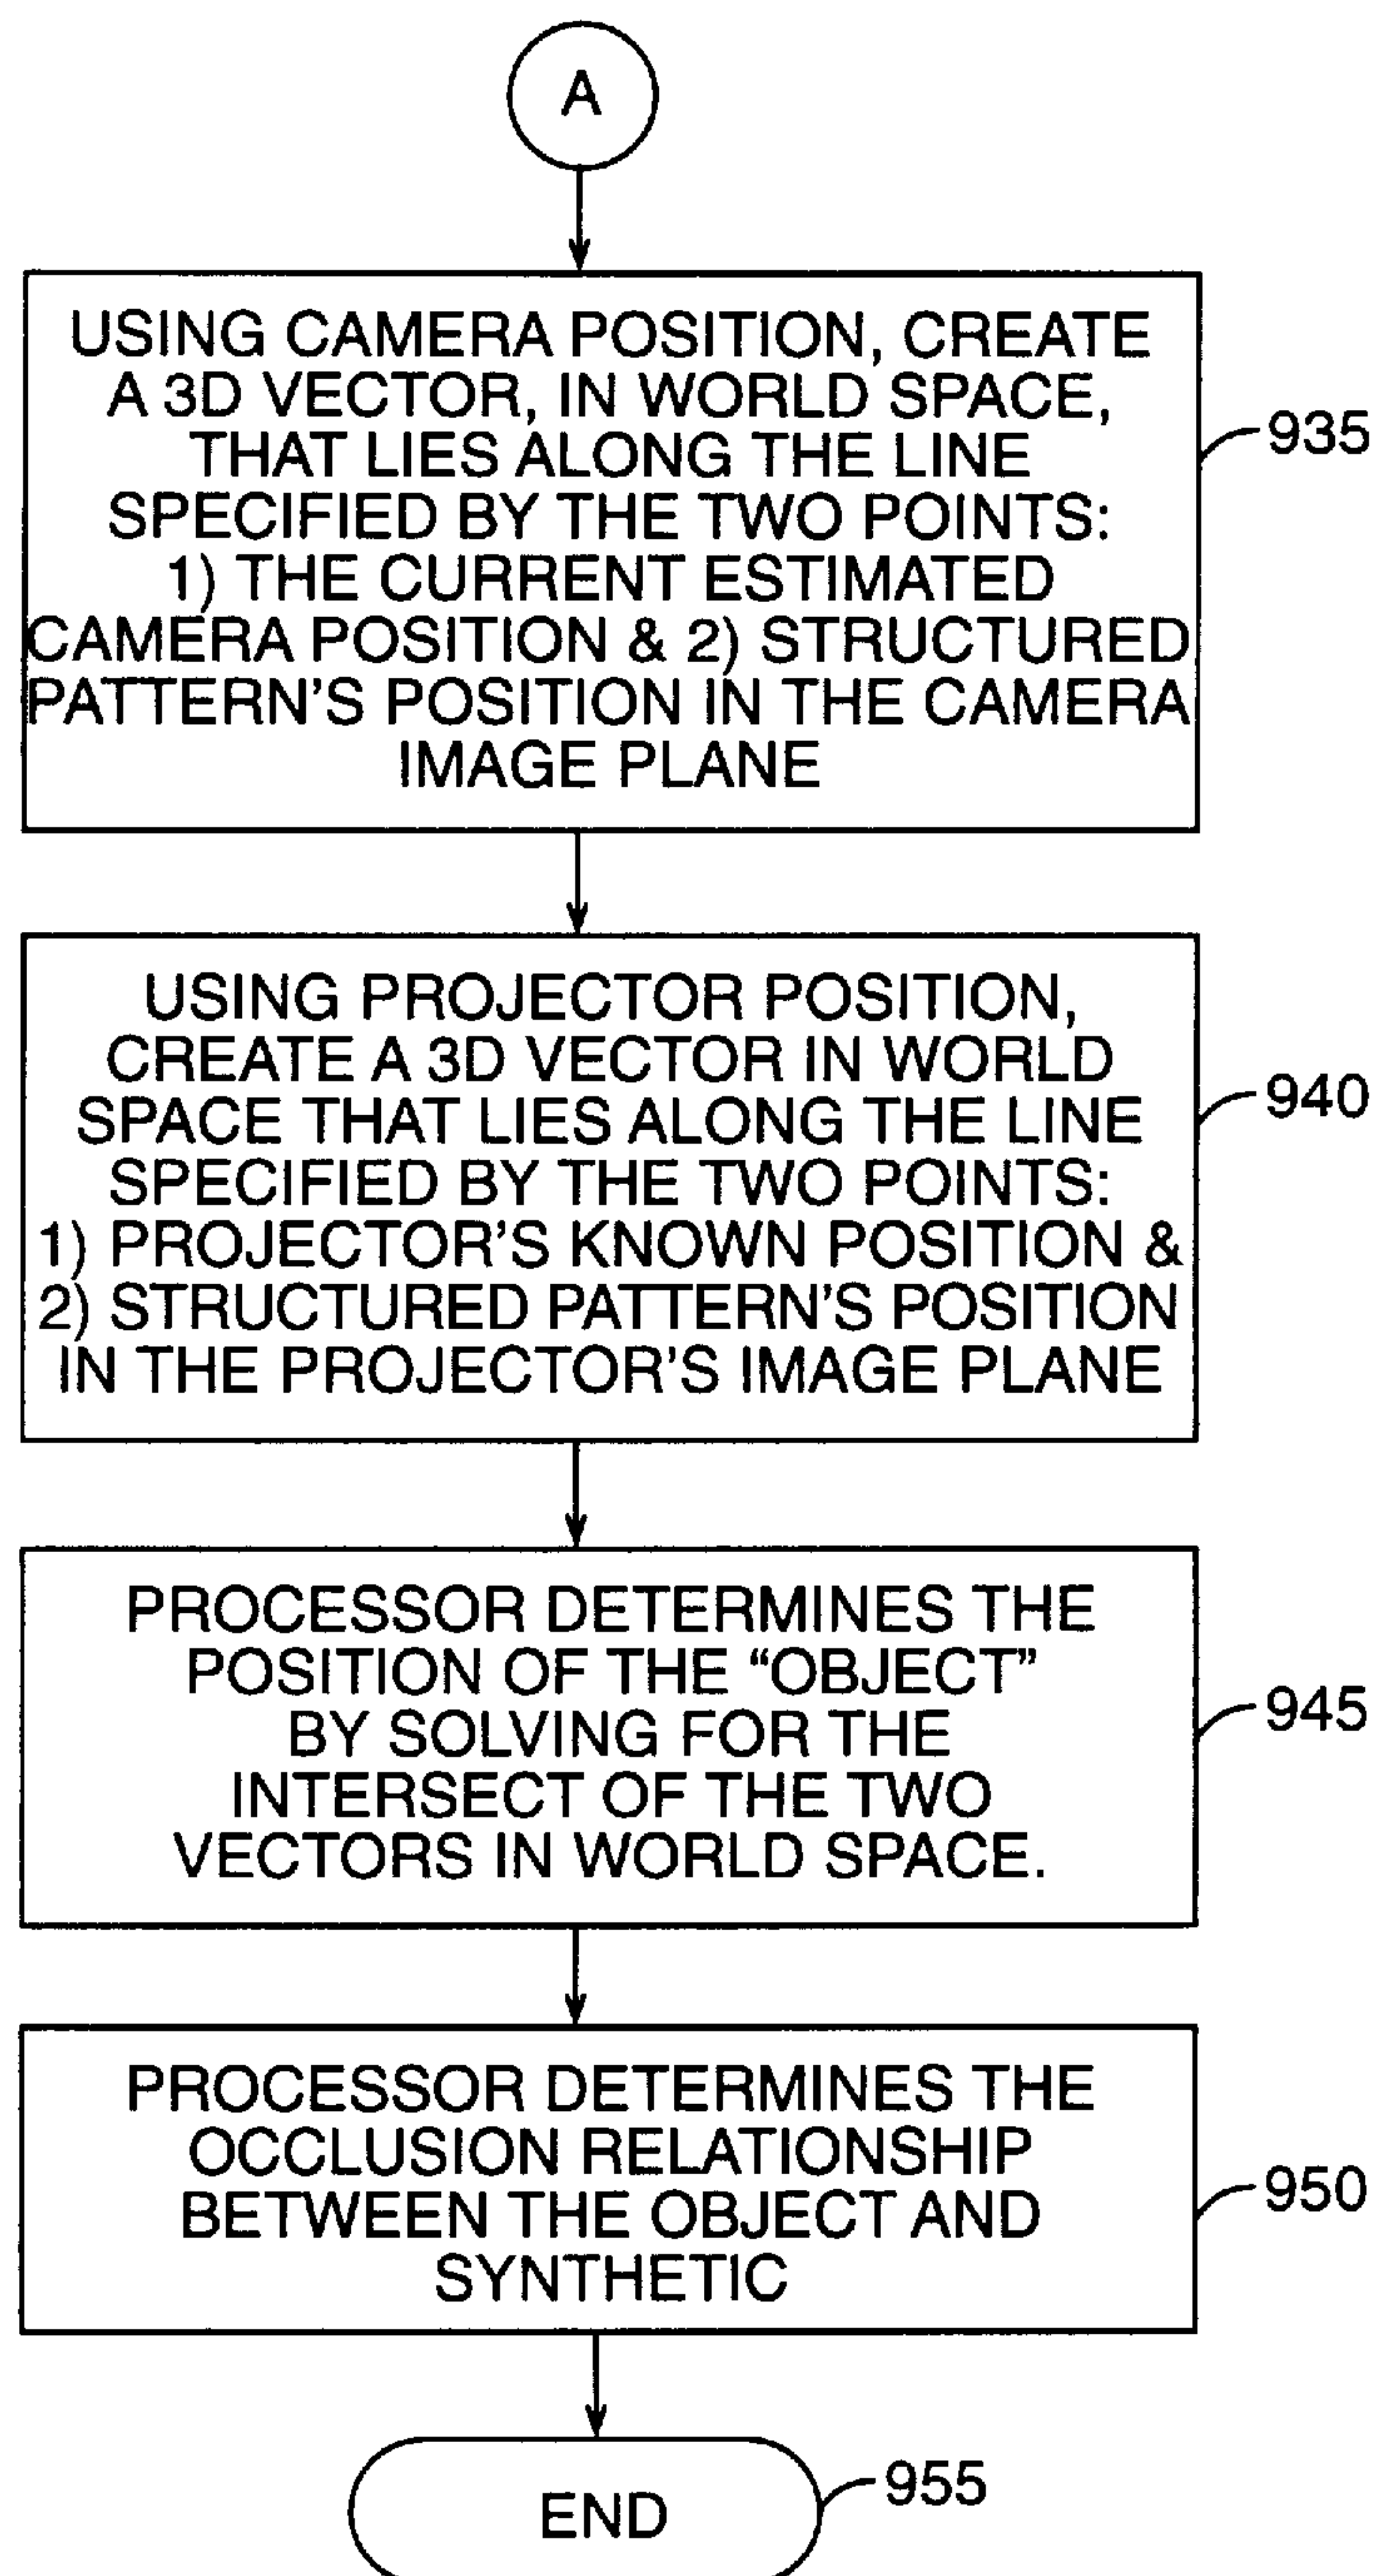 A
USING CAMERA POSITION, CREATE
A 3D VECTOR, IN WORLD SPACE,
THAT LIES ALONG THE LINE
SPECIFIED BY THE TWO POINTS:
1) THE CURRENT ESTIMATED
CAMERA POSITION & 2) STRUCTURED
PATTERN'S POSITION IN THE CAMERA
IMAGE PLANE
935
USING PROJECTOR POSITION,
CREATE A 3D VECTOR IN WORLD
SPACE THAT LIES ALONG THE LINE
SPECIFIED BY THE TWO POINTS:
1) PROJECTOR'S KNOWN POSITION &
2) STRUCTURED PATTERN'S POSITION
IN THE PROJECTOR'S IMAGE PLANE
940
PROCESSOR DETERMINES THE
POSITION OF THE “OBJECT”
BY SOLVING FOR THE
INTERSECT OF THE TWO
VECTORS IN WORLD SPACE.
945
PROCESSOR DETERMINES THE
OCCLUSION RELATIONSHIP
BETWEEN THE OBJECT AND
SYNTHETIC
950
END
955